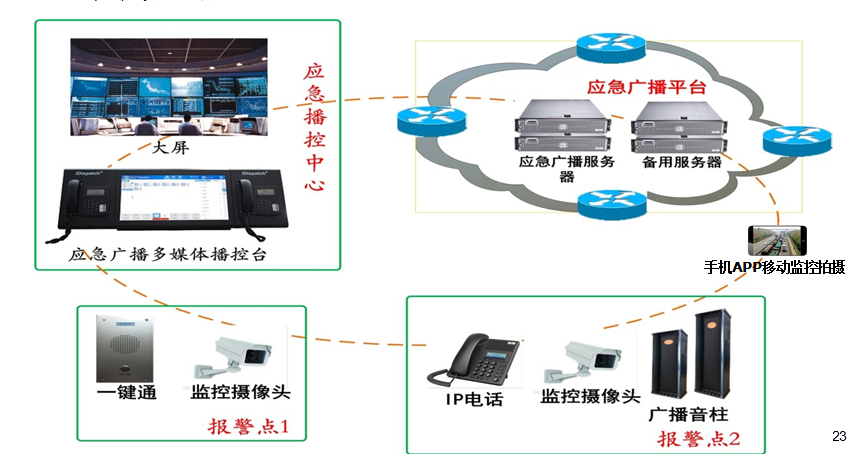 大屏
应急播控中心
iDispatch
iDispatch
应急广播多媒体播控台
应急广播平台
应急广播服务
器
备用服务器
手机APP移动监控拍摄
一键通
监控摄像头
报警点1
IP电话
监控摄像头
广播音柱
报警点2
23